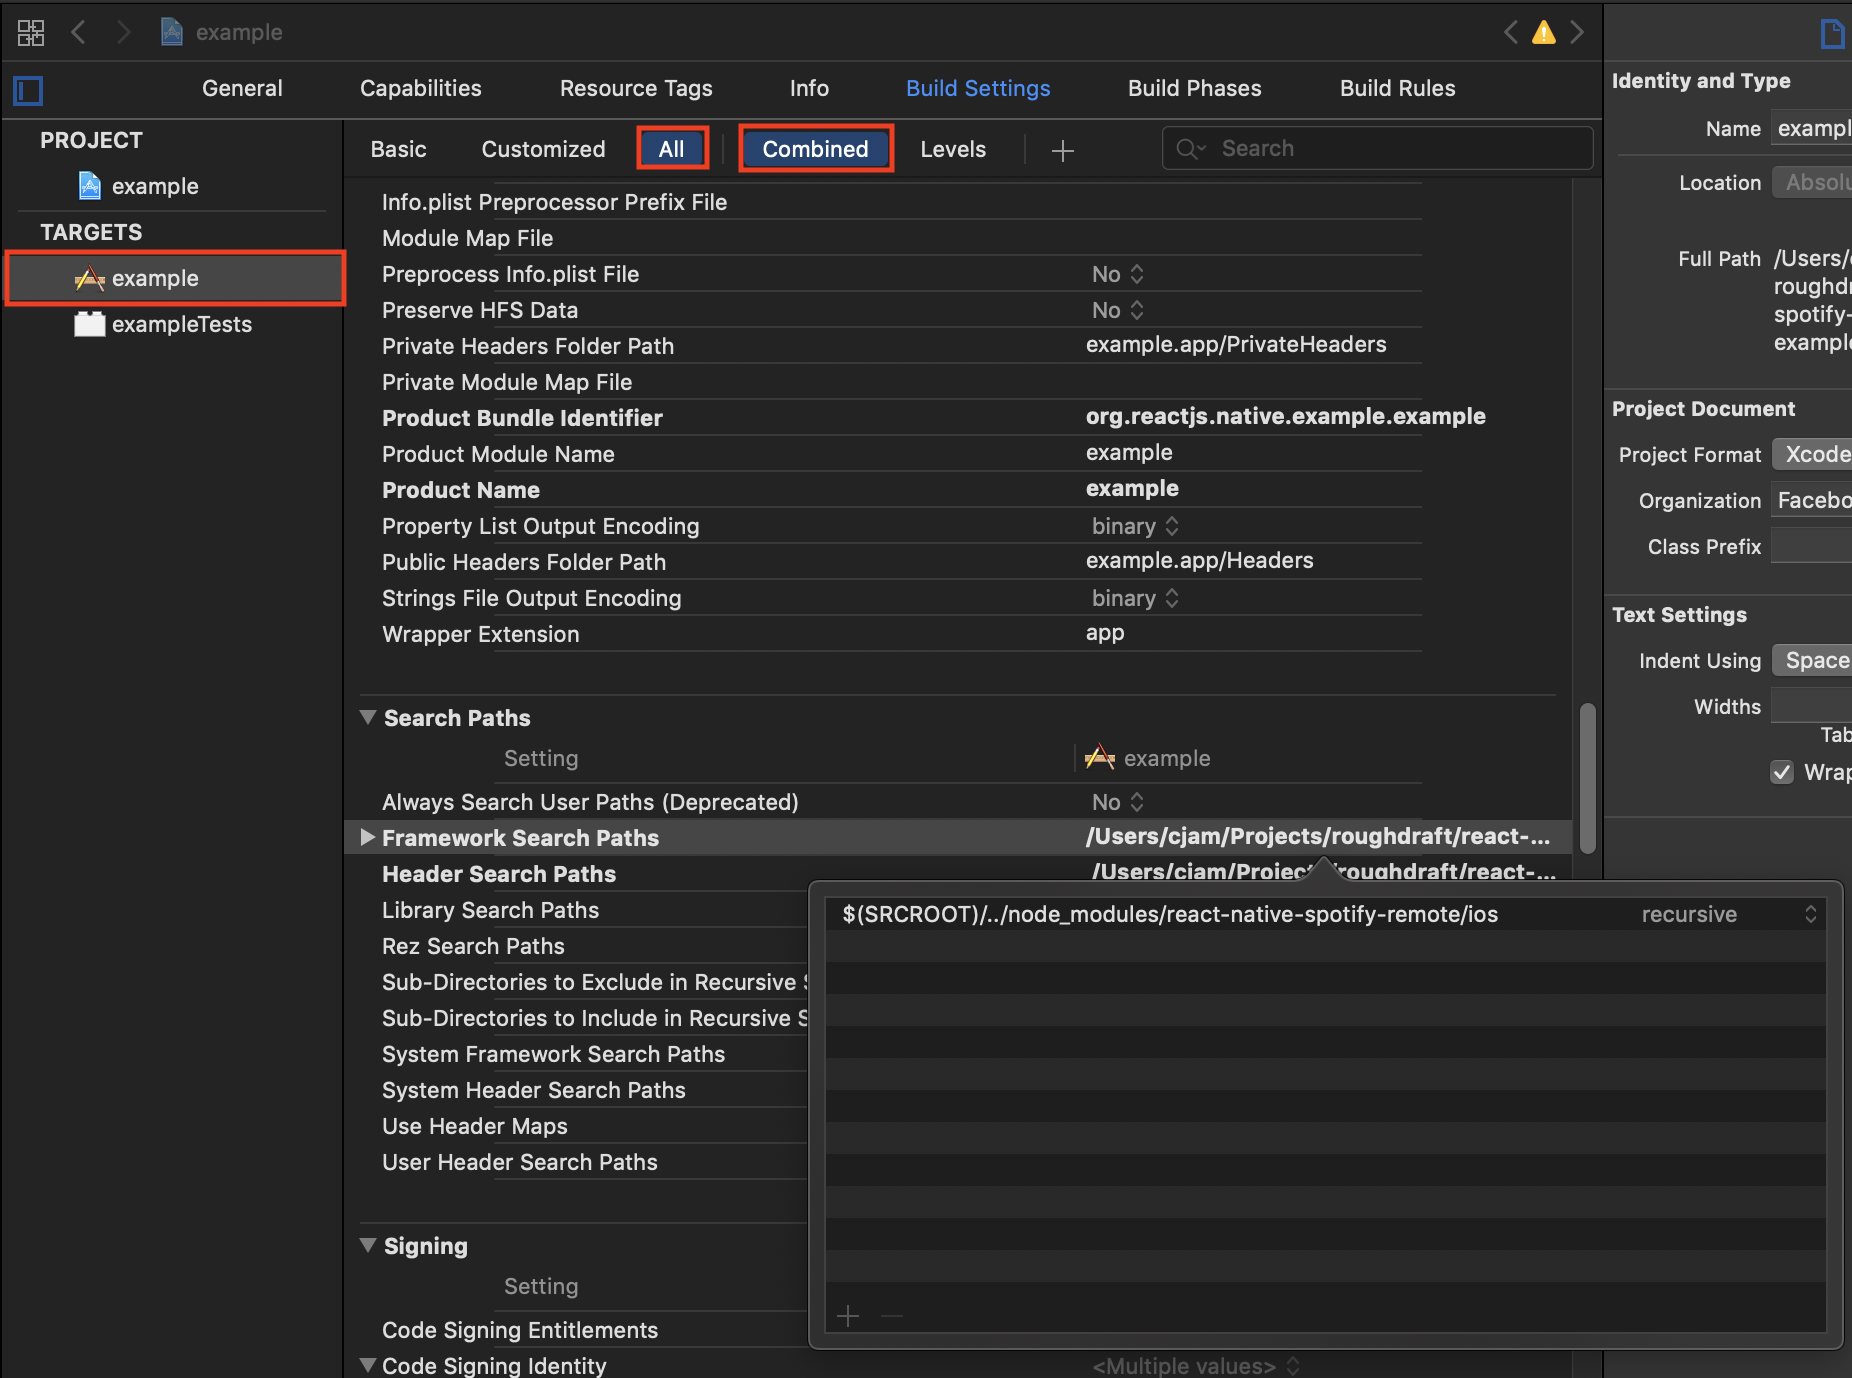 example
General Capabilities Resource Tags Info Build Settings Build Phases Build Rules
PROJECT
example
TARGETS
example
exampleTests
Basic Customized All Combined Levels Search
Info.plist Preprocessor Prefix File
Module Map File
Preprocess Info.plist File No
Preserve HFS Data No
Private Headers Folder Path example.app/PrivateHeaders
Private Module Map File
Product Bundle Identifier org.reactjs.native.example.example
Product Module Name example
Product Name example
Property List Output Encoding binary
Public Headers Folder Path example.app/Headers
Strings File Output Encoding binary
Wrapper Extension app
Search Paths
Setting example
Always Search User Paths (Deprecated) No
Framework Search Paths /Users/cjam/Projects/roughdraft/react-...
Header Search Paths /Users/cjam/Projects/roughdraft/react-...
Library Search Paths
Rez Search Paths
Sub-Directories to Exclude in Recursive S
Sub-Directories to Include in Recursive S
System Framework Search Paths
System Header Search Paths
Use Header Maps
User Header Search Paths
$(SRCROOT)/../node_modules/react-native-spotify-remote/ios recursive
Signing
Setting
Code Signing Entitlements
Code Signing Identity <Multiple values>
Identity and Type
Name exampl
Location Absolu
Full Path /Users/
roughdr
spotify-
example
Project Document
Project Format Xcode
Organization Facebo
Class Prefix
Text Settings
Indent Using Space
Widths
Tab
Wrap